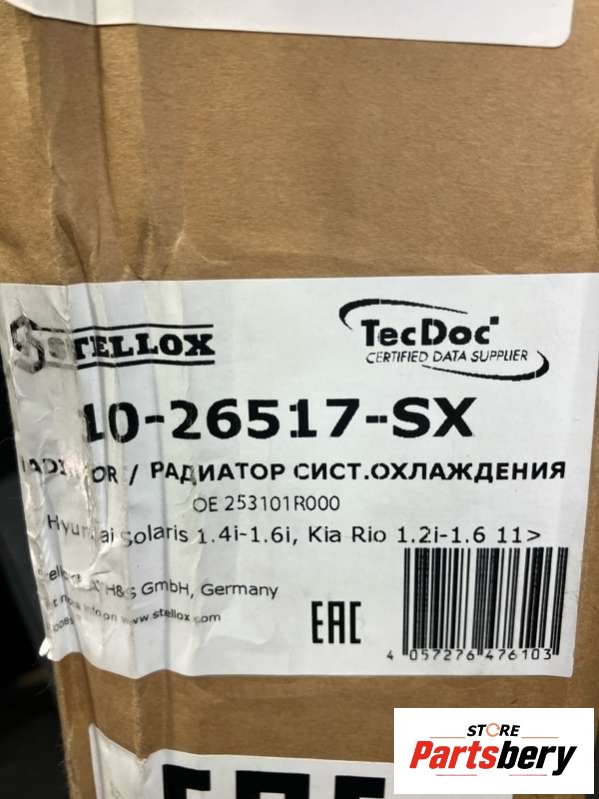 STELLOX
TecDoc
CERTIFIED DATA SUPPLIER
10-26517-SX
/ РАДИАТОР СИСТ.ОХЛАЖДЕНИЯ
OE 253101R000
Solaris 1.4i-1.6i, Kia Rio 1.2i-1.6 11>
GmbH, Germany
on www.stellox.com
EAC
4 057276 476103
STORE
Partsbery